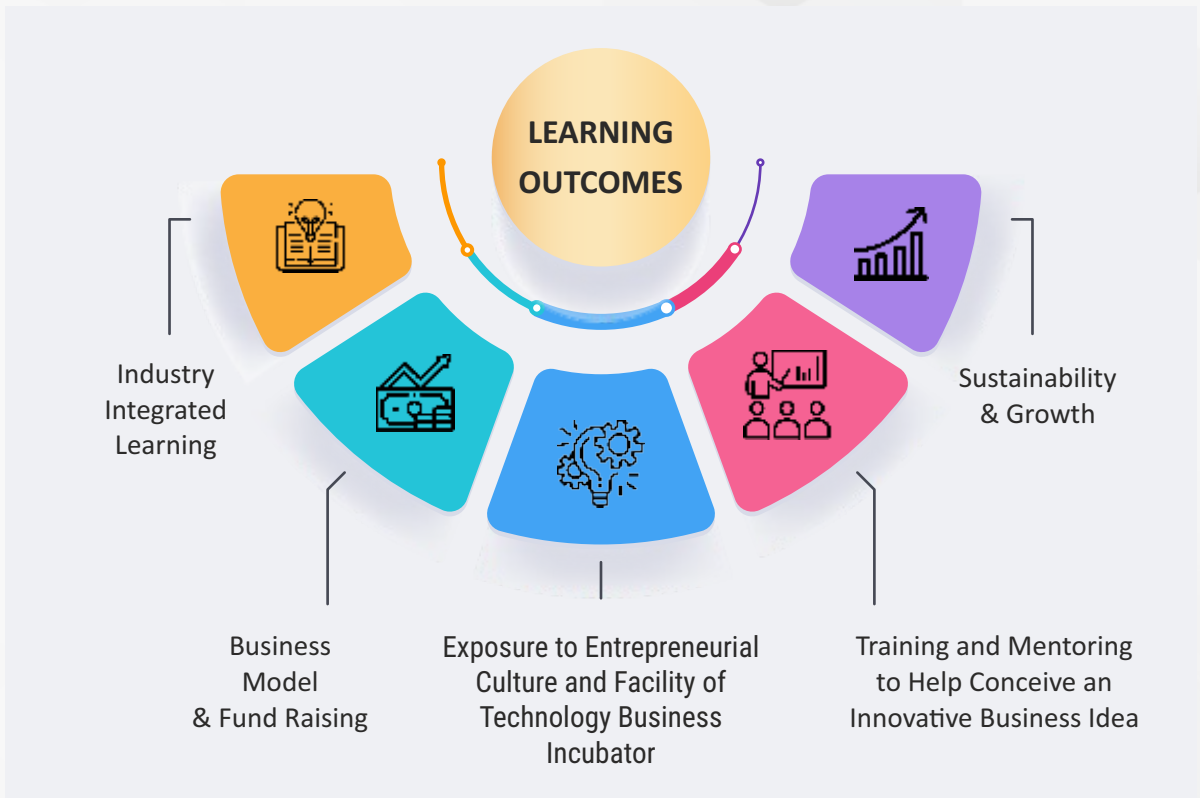 LEARNING
OUTCOMES
Industry
Integrated
Learning
Business
Model
& Fund Raising
Exposure to Entrepreneurial
Culture and Facility of
Technology Business
Incubator
Training and Mentoring
to Help Conceive an
Innovative Business Idea
Sustainability
& Growth